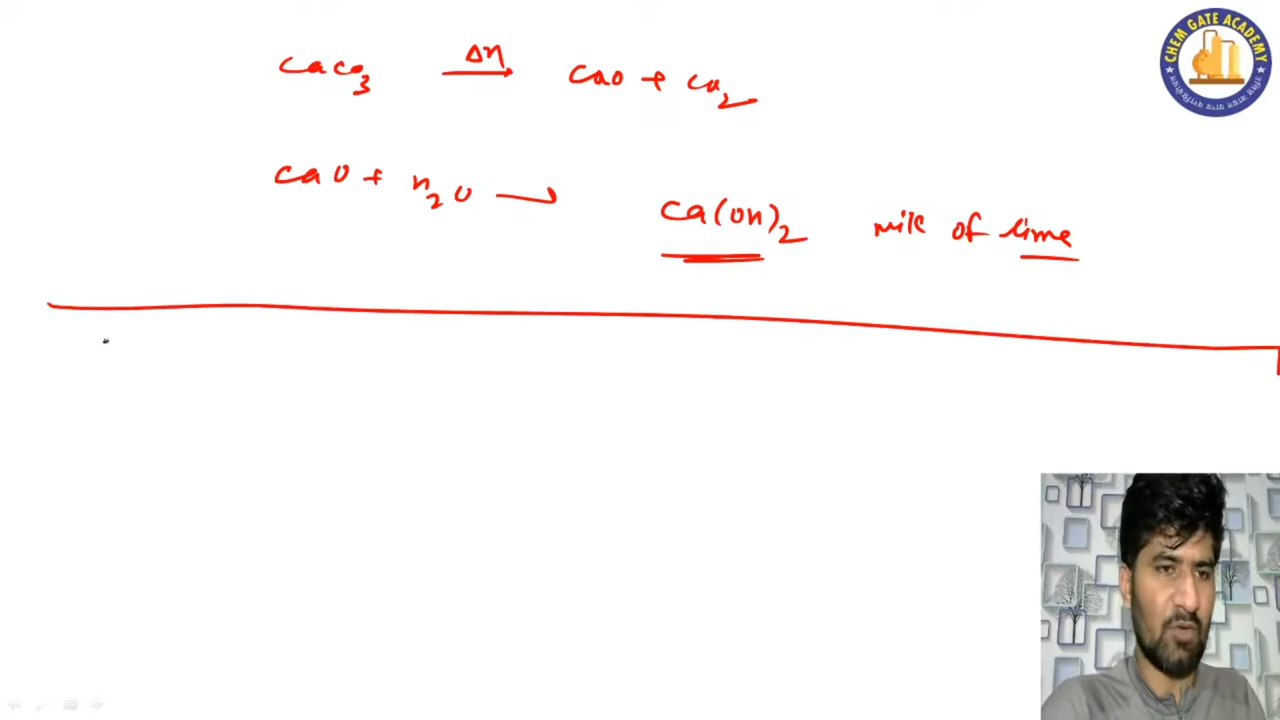 CaCO3 ΔH CaO + CO2
CaO + H2O → Ca(OH)2 milk of lime
CHEM GATE ACADEMY